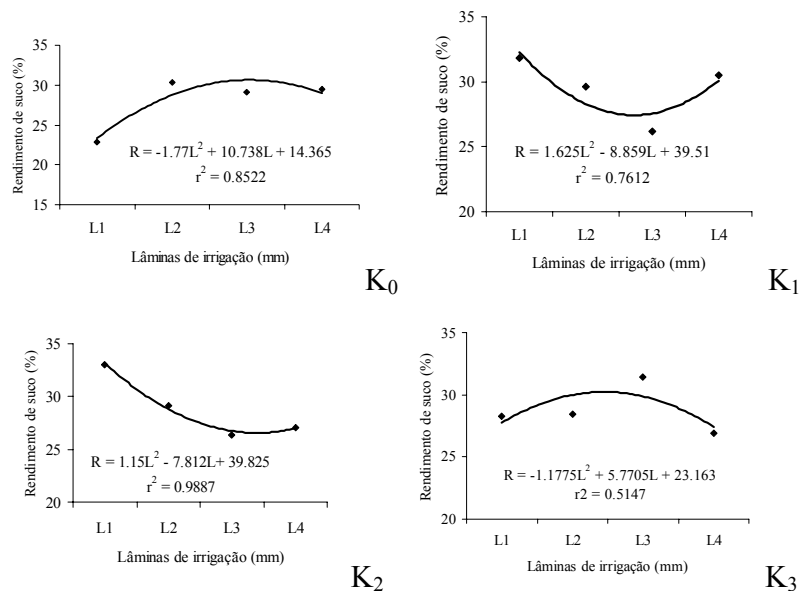 Rendimento de suco (%)
35
30
25
20
15
R = -1.77L² + 10.738L + 14.365
r² = 0.8522
L1 L2 L3 L4
Lâminas de irrigação (mm)
K₀
Rendimento de suco (%)
35
30
25
20
R = 1.625L² - 8.859L + 39.51
r² = 0.7612
L1 L2 L3 L4
Lâminas de irrigação (mm)
K₁
Rendimento de suco (%)
35
30
25
20
R = 1.15L² - 7.812L+ 39.825
r² = 0.9887
L1 L2 L3 L4
Lâminas de irrigação (mm)
K₂
Rendimento de suco (%)
35
30
25
20
R = -1.1775L² + 5.7705L + 23.163
r2 = 0.5147
L1 L2 L3 L4
Lâminas de irrigação (mm)
K₃